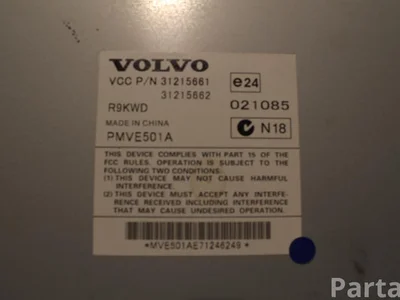 VOLVO
VCC P/N 31215661
31215662
e24
R9KWD
021085
MADE IN CHINA
PMVE501A
N18
THIS DEVICE COMPLIES WITH PART 15 OF THE
FCC RULES. OPERATION IS SUBJECT TO THE
FOLLOWING TWO CONDITIONS:
(1) THIS DEVICE MAY NOT CAUSE HARMFUL
INTERFERENCE, AND
(2) THIS DEVICE MUST ACCEPT ANY INTERFE-
RENCE RECEIVED INCLUDING INTERFERENCE
THAT MAY CAUSE UNDESIRED OPERATION.
*MVE501AE71246249*
Parta